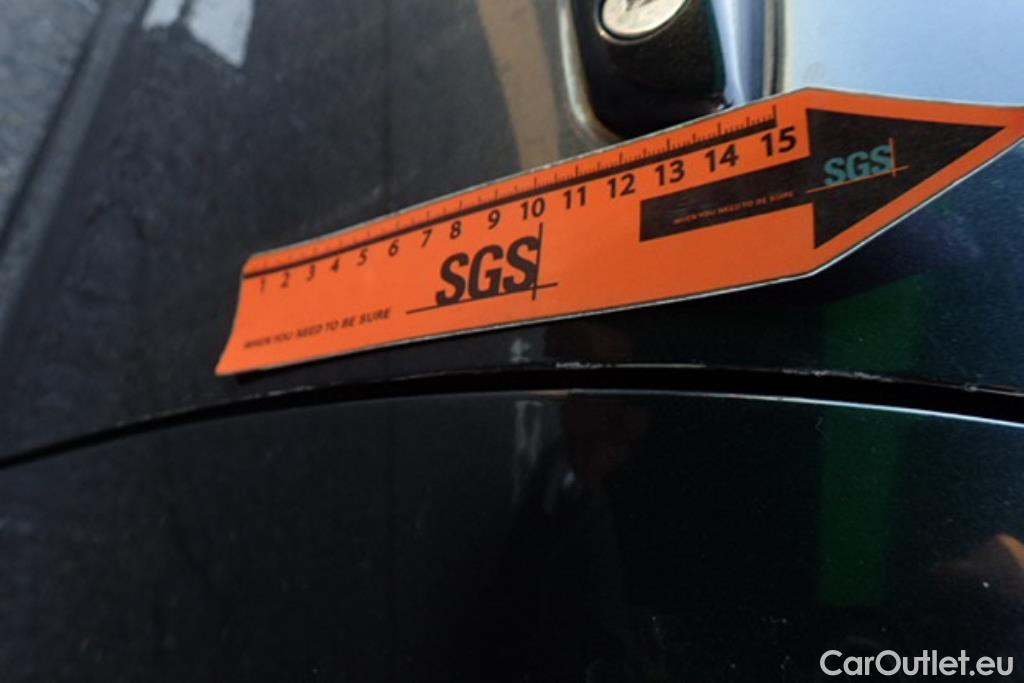 1 2 3 4 5 6 7 8 9 10 11 12 13 14 15
SGS
WHEN YOU NEED TO BE SURE
SGS
WHEN YOU NEED TO BE SURE
CarOutlet.eu